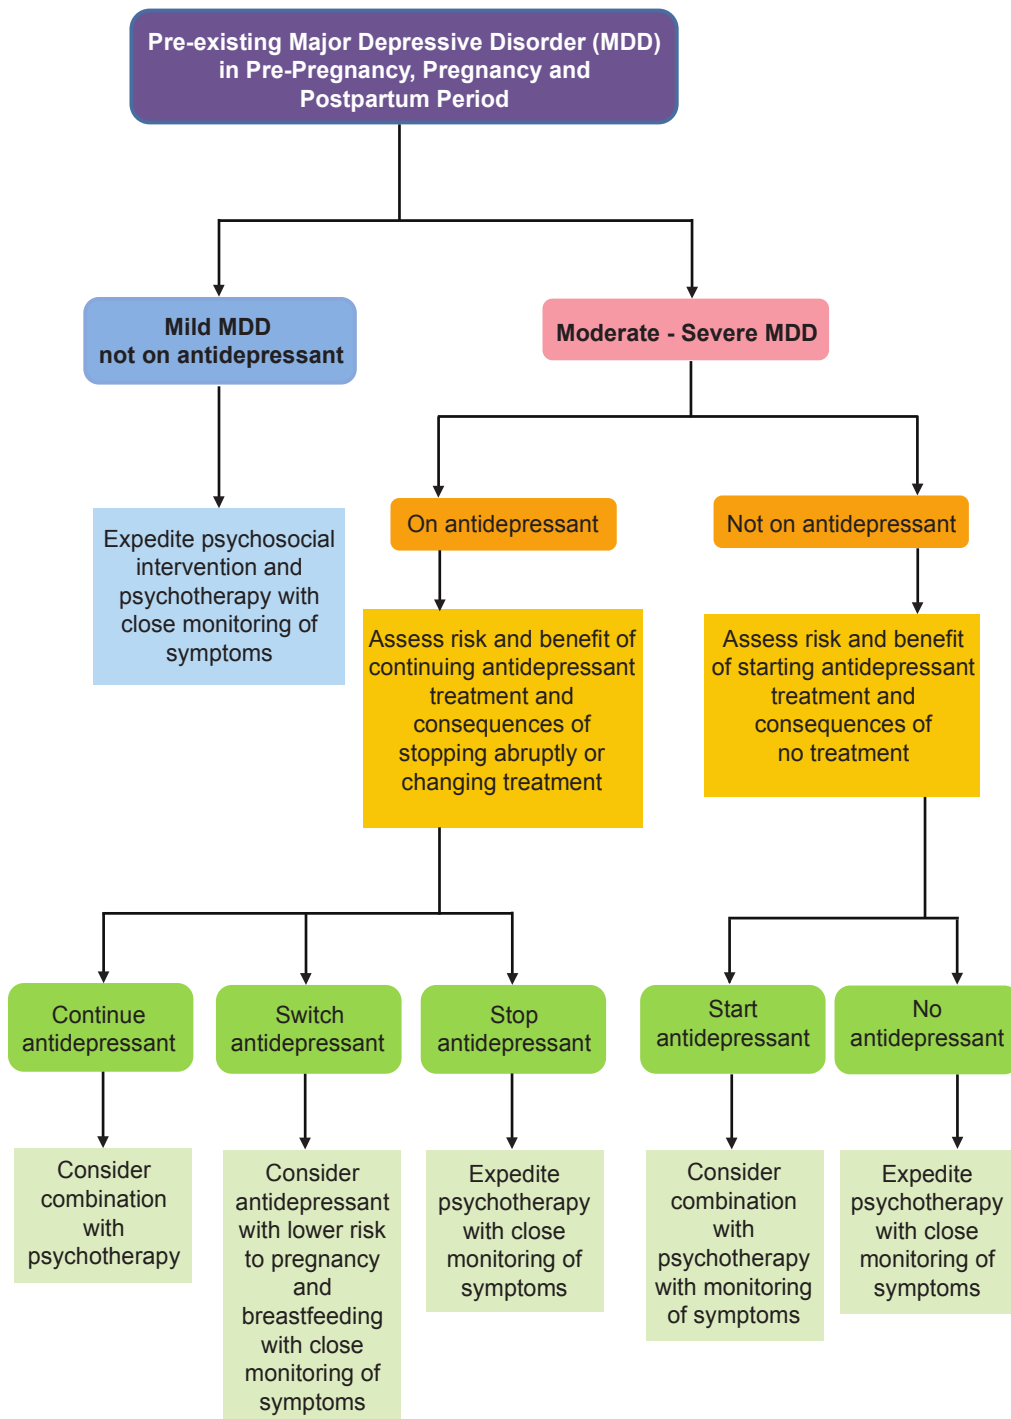 Pre-existing Major Depressive Disorder (MDD)
in Pre-Pregnancy, Pregnancy and
Postpartum Period
Mild MDD
not on antidepressant
Moderate - Severe MDD
Expedite psychosocial
intervention and
psychotherapy with
close monitoring of
symptoms
On antidepressant
Not on antidepressant
Assess risk and benefit of
continuing antidepressant
treatment and
consequences of
stopping abruptly or
changing treatment
Assess risk and benefit
of starting antidepressant
treatment and
consequences of
no treatment
Continue
antidepressant
Switch
antidepressant
Stop
antidepressant
Start
antidepressant
No
antidepressant
Consider
combination
with
psychotherapy
Consider
antidepressant
with lower risk
to pregnancy
and
breastfeeding
with close
monitoring of
symptoms
Expedite
psychotherapy
with close
monitoring of
symptoms
Consider
combination
with
psychotherapy
with monitoring
of symptoms
Expedite
psychotherapy
with close
monitoring of
symptoms